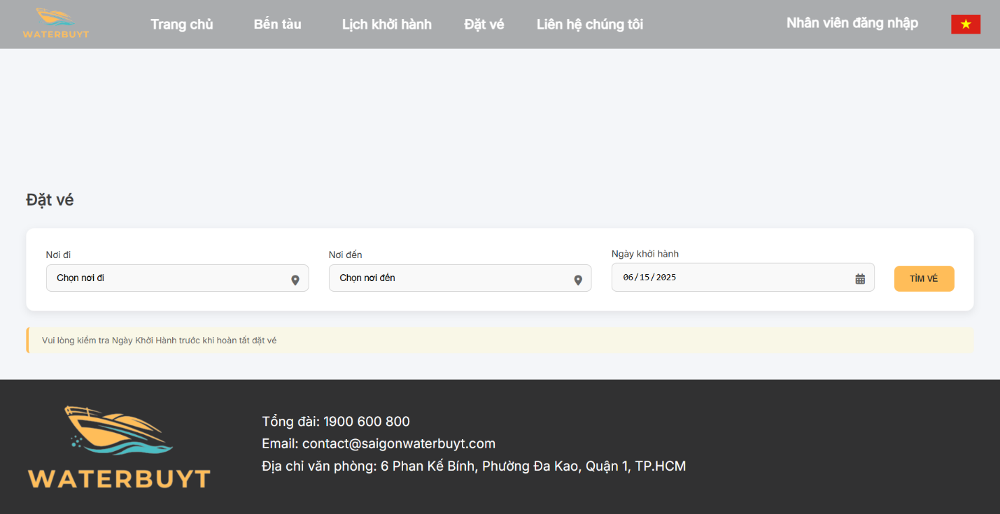 WATERBUYT
Trang chủ Bến tàu Lịch khởi hành Đặt vé Liên hệ chúng tôi Nhân viên đăng nhập
Đặt vé
Nơi đi Nơi đến Ngày khởi hành
Chọn nơi đi Chọn nơi đến 06/15/2025 TÌM VÉ
Vui lòng kiểm tra Ngày Khởi Hành trước khi hoàn tất đặt vé
Tổng đài: 1900 600 800
Email: contact@saigonwaterbuyt.com
Địa chỉ văn phòng: 6 Phan Kế Bính, Phường Đa Kao, Quận 1, TP.HCM
WATERBUYT